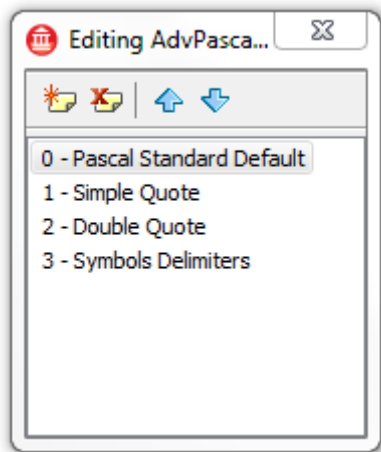 Editing AdvPasca...
0 - Pascal Standard Default
1 - Simple Quote
2 - Double Quote
3 - Symbols Delimiters